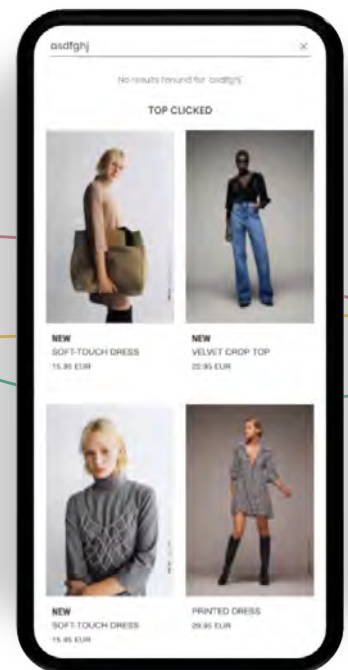 asdfghj ×
No results fonund for 'asdfghj'
TOP CLICKED
NEW
SOFT-TOUCH DRESS
15.95 EUR
NEW
VELVET CROP TOP
22.95 EUR
NEW
SOFT-TOUCH DRESS
15.95 EUR
PRINTED DRESS
29.95 EUR